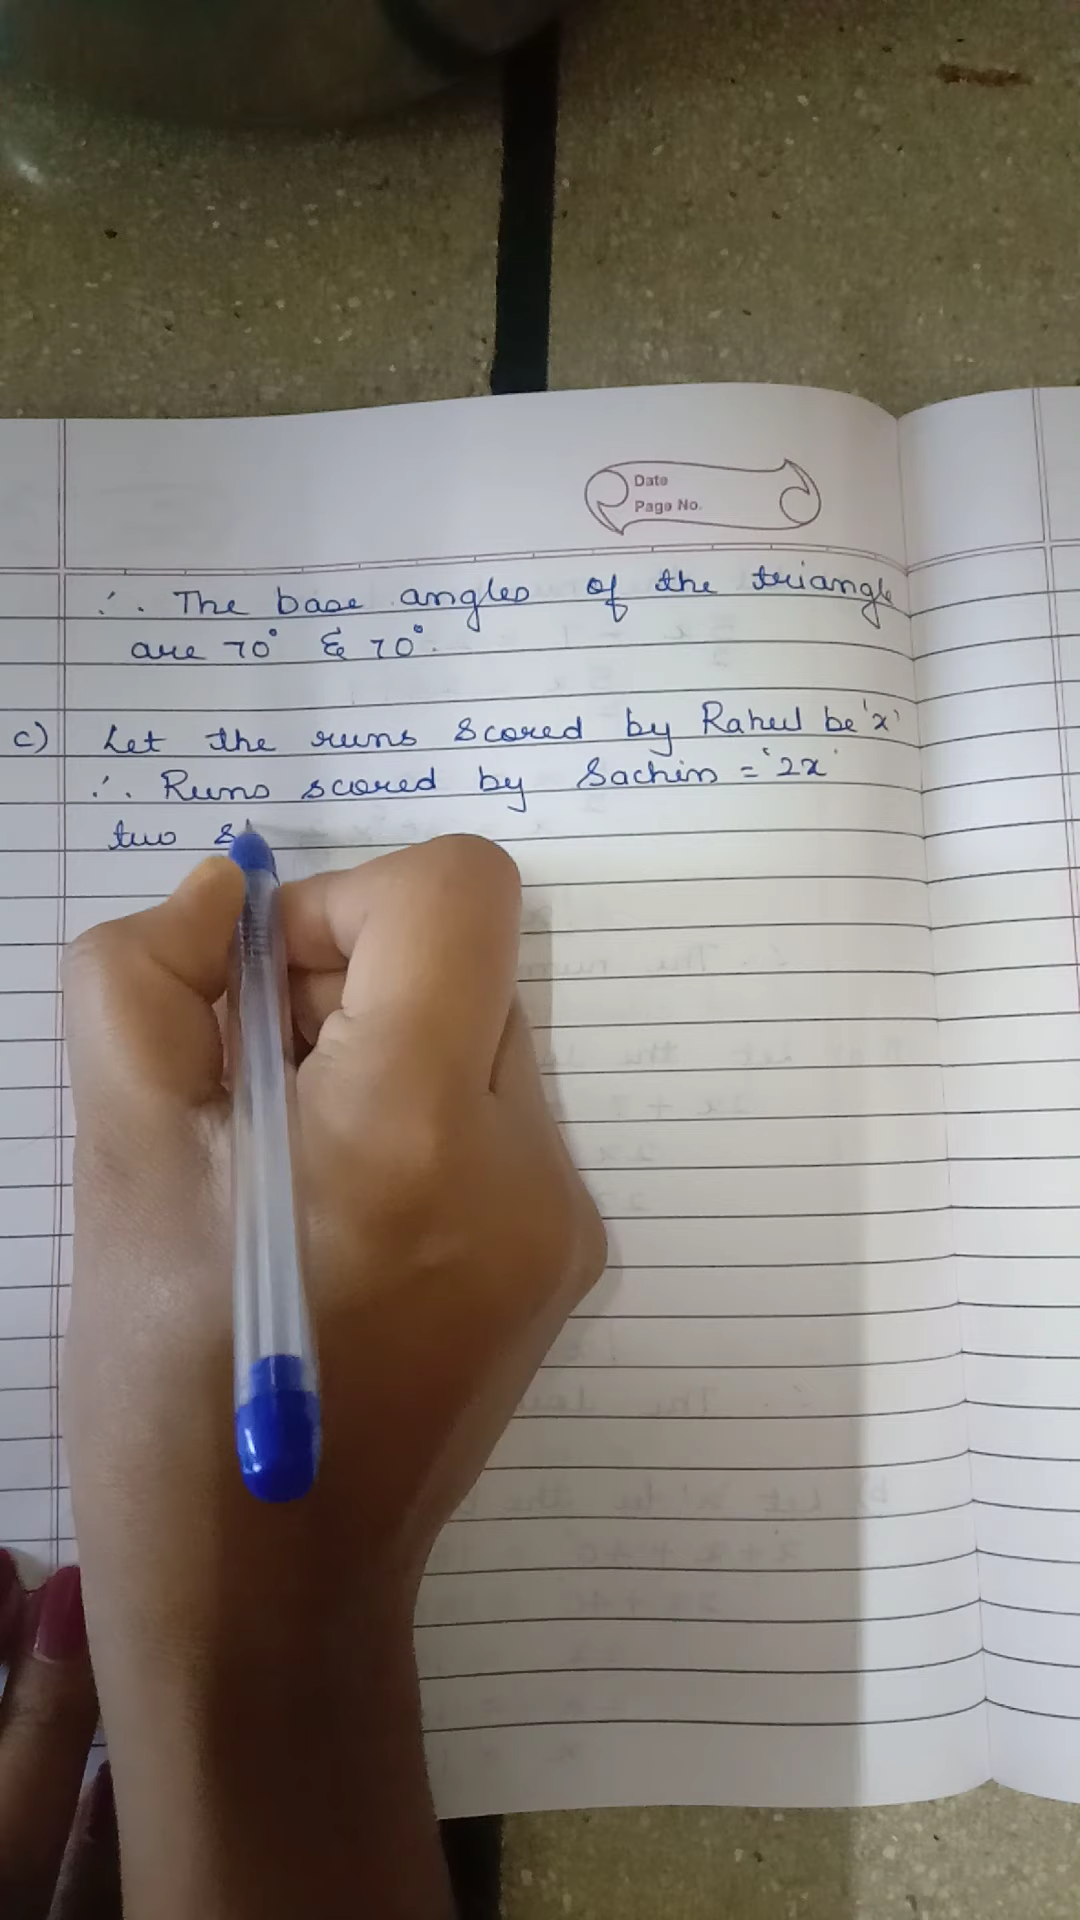 Date
Page No.
∴ The base angles of the triangle
are 70° & 70°.
c) Let the runs scored by Rahul be 'x'
∴ Runs scored by Sachin = '2x'
two